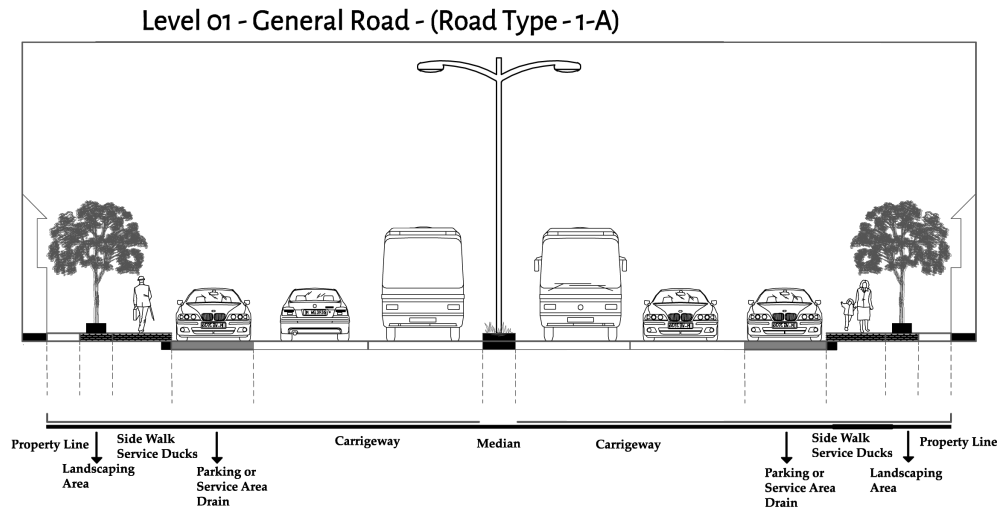 Level 01 - General Road - (Road Type - 1-A)
Property Line
Landscaping
Area
Side Walk
Service Ducks
Parking or
Service Area
Drain
Carrigeway
Median
Carrigeway
Parking or
Service Area
Drain
Side Walk
Service Ducks
Landscaping
Area
Property Line